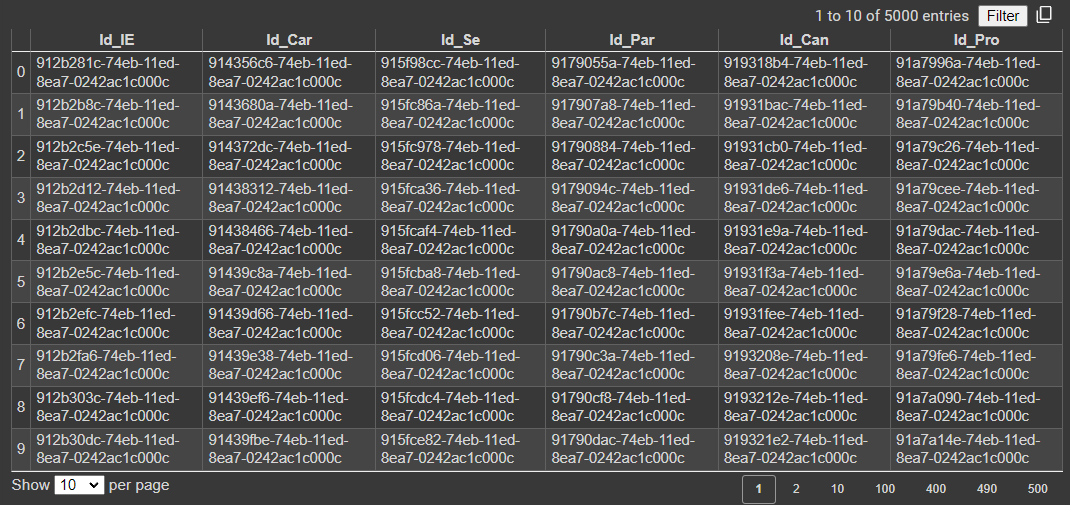 1 to 10 of 5000 entries Filter
Id_IE Id_Car Id_Se Id_Par Id_Can Id_Pro
0 912b281c-74eb-11ed- 914356c6-74eb-11ed- 915f98cc-74eb-11ed- 9179055a-74eb-11ed- 919318b4-74eb-11ed- 91a7996a-74eb-11ed-
8ea7-0242ac1c000c 8ea7-0242ac1c000c 8ea7-0242ac1c000c 8ea7-0242ac1c000c 8ea7-0242ac1c000c 8ea7-0242ac1c000c
1 912b2b8c-74eb-11ed- 9143680a-74eb-11ed- 915fc86a-74eb-11ed- 917907a8-74eb-11ed- 91931bac-74eb-11ed- 91a79b40-74eb-11ed-
8ea7-0242ac1c000c 8ea7-0242ac1c000c 8ea7-0242ac1c000c 8ea7-0242ac1c000c 8ea7-0242ac1c000c 8ea7-0242ac1c000c
2 912b2c5e-74eb-11ed- 914372dc-74eb-11ed- 915fc978-74eb-11ed- 91790884-74eb-11ed- 91931cb0-74eb-11ed- 91a79c26-74eb-11ed-
8ea7-0242ac1c000c 8ea7-0242ac1c000c 8ea7-0242ac1c000c 8ea7-0242ac1c000c 8ea7-0242ac1c000c 8ea7-0242ac1c000c
3 912b2d12-74eb-11ed- 91438312-74eb-11ed- 915fca36-74eb-11ed- 9179094c-74eb-11ed- 91931de6-74eb-11ed- 91a79cee-74eb-11ed-
8ea7-0242ac1c000c 8ea7-0242ac1c000c 8ea7-0242ac1c000c 8ea7-0242ac1c000c 8ea7-0242ac1c000c 8ea7-0242ac1c000c
4 912b2dbc-74eb-11ed- 91438466-74eb-11ed- 915fcaf4-74eb-11ed- 91790a0a-74eb-11ed- 91931e9a-74eb-11ed- 91a79dac-74eb-11ed-
8ea7-0242ac1c000c 8ea7-0242ac1c000c 8ea7-0242ac1c000c 8ea7-0242ac1c000c 8ea7-0242ac1c000c 8ea7-0242ac1c000c
5 912b2e5c-74eb-11ed- 91439c8a-74eb-11ed- 915fcba8-74eb-11ed- 91790ac8-74eb-11ed- 91931f3a-74eb-11ed- 91a79e6a-74eb-11ed-
8ea7-0242ac1c000c 8ea7-0242ac1c000c 8ea7-0242ac1c000c 8ea7-0242ac1c000c 8ea7-0242ac1c000c 8ea7-0242ac1c000c
6 912b2efc-74eb-11ed- 91439d66-74eb-11ed- 915fcc52-74eb-11ed- 91790b7c-74eb-11ed- 91931fee-74eb-11ed- 91a79f28-74eb-11ed-
8ea7-0242ac1c000c 8ea7-0242ac1c000c 8ea7-0242ac1c000c 8ea7-0242ac1c000c 8ea7-0242ac1c000c 8ea7-0242ac1c000c
7 912b2fa6-74eb-11ed- 91439e38-74eb-11ed- 915fcd06-74eb-11ed- 91790c3a-74eb-11ed- 9193208e-74eb-11ed- 91a79fe6-74eb-11ed-
8ea7-0242ac1c000c 8ea7-0242ac1c000c 8ea7-0242ac1c000c 8ea7-0242ac1c000c 8ea7-0242ac1c000c 8ea7-0242ac1c000c
8 912b303c-74eb-11ed- 91439ef6-74eb-11ed- 915fcdc4-74eb-11ed- 91790cf8-74eb-11ed- 9193212e-74eb-11ed- 91a7a090-74eb-11ed-
8ea7-0242ac1c000c 8ea7-0242ac1c000c 8ea7-0242ac1c000c 8ea7-0242ac1c000c 8ea7-0242ac1c000c 8ea7-0242ac1c000c
9 912b30dc-74eb-11ed- 91439fbe-74eb-11ed- 915fce82-74eb-11ed- 91790dac-74eb-11ed- 919321e2-74eb-11ed- 91a7a14e-74eb-11ed-
8ea7-0242ac1c000c 8ea7-0242ac1c000c 8ea7-0242ac1c000c 8ea7-0242ac1c000c 8ea7-0242ac1c000c 8ea7-0242ac1c000c
Show 10 per page 1 2 10 100 400 490 500